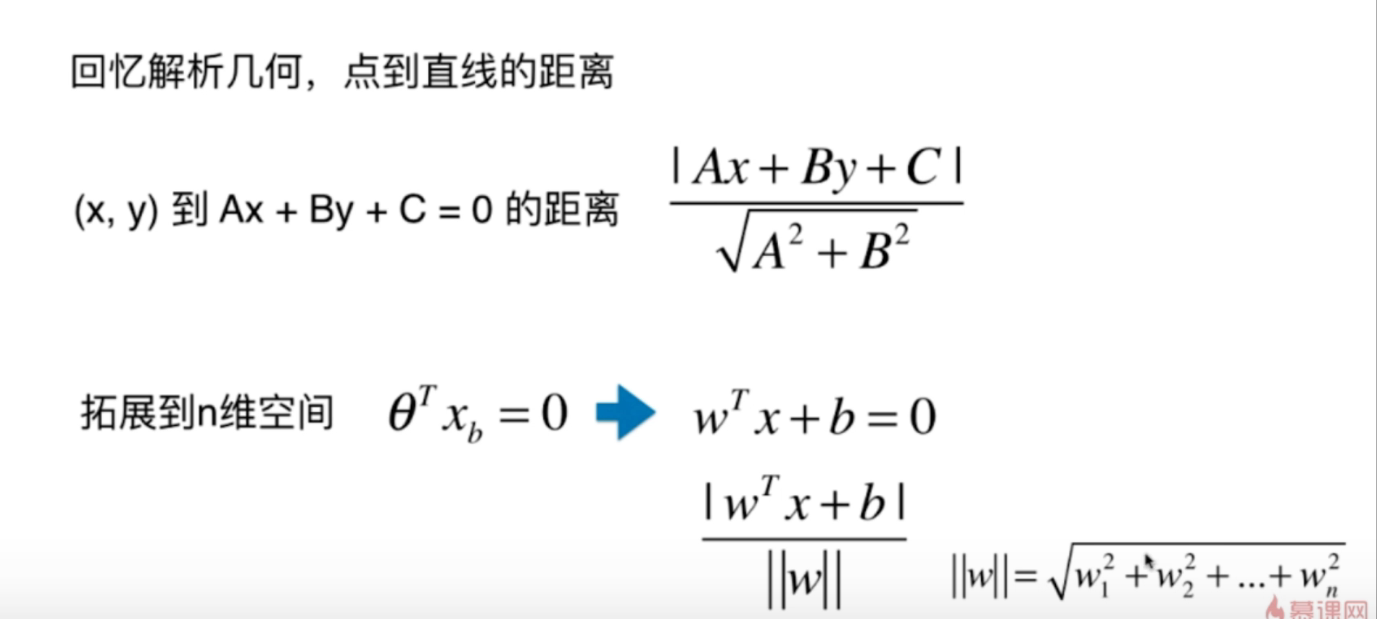 回忆解析几何，点到直线的距离
(x, y) 到 Ax + By + C = 0 的距离 $\frac{|Ax+By+C|}{\sqrt{A^2+B^2}}$
拓展到n维空间 $\theta^T x_b = 0$ ➡ $w^T x + b = 0$
$\frac{|w^T x+b|}{||w||}$ $||w|| = \sqrt{w_1^2+w_2^2+...+w_n^2}$
慕课网